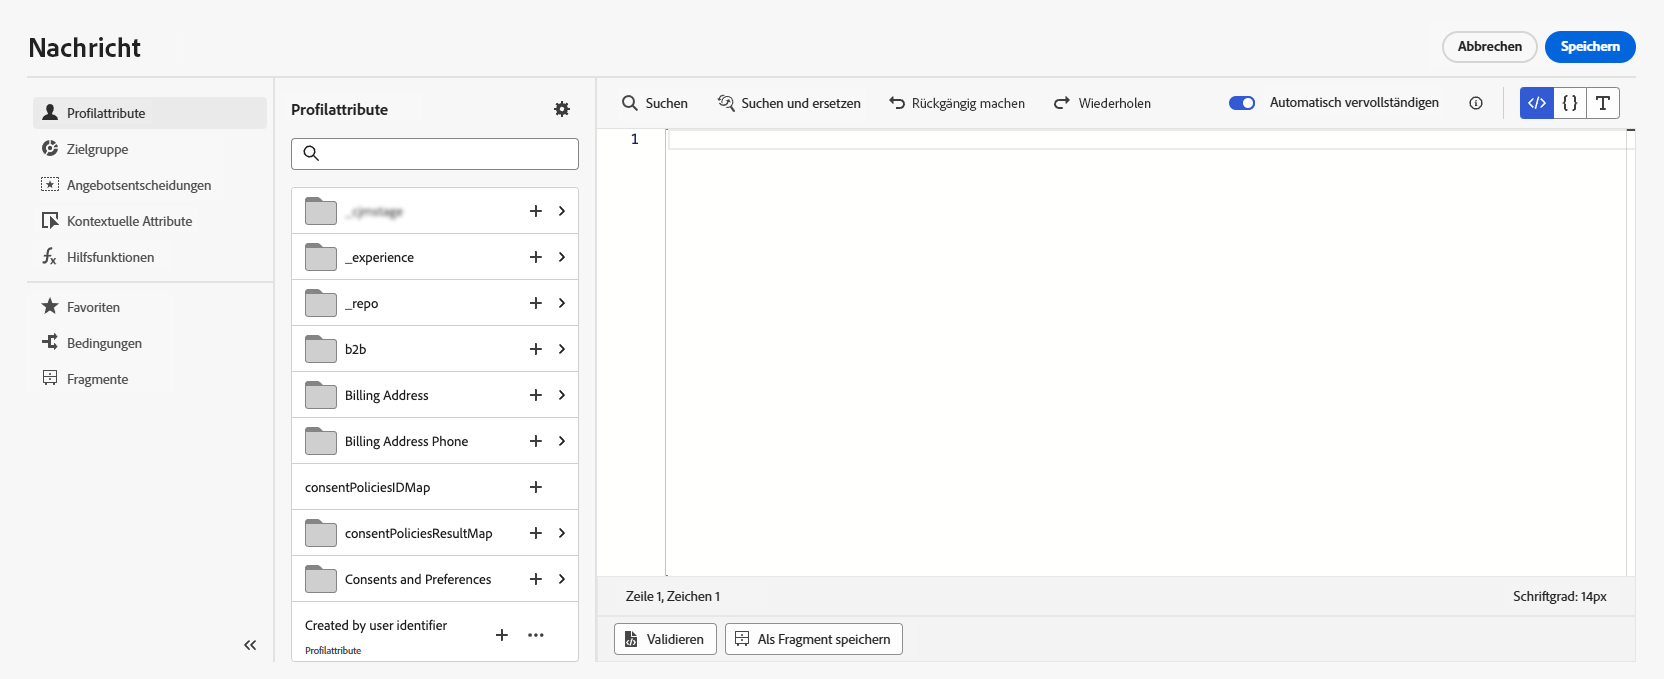 Nachricht
Abbrechen
Speichern
Profilattribute
Zielgruppe
Angebotsentscheidungen
Kontextuelle Attribute
Hilfsfunktionen
Favoriten
Bedingungen
Fragmente
Profilattribute
_experience
_repo
b2b
Billing Address
Billing Address Phone
consentPoliciesIDMap
consentPoliciesResultMap
Consents and Preferences
Created by user identifier
Profilattribute
Suchen
Suchen und ersetzen
Rückgängig machen
Wiederholen
Automatisch vervollständigen
1
Zeile 1, Zeichen 1
Schriftgrad: 14px
Validieren
Als Fragment speichern